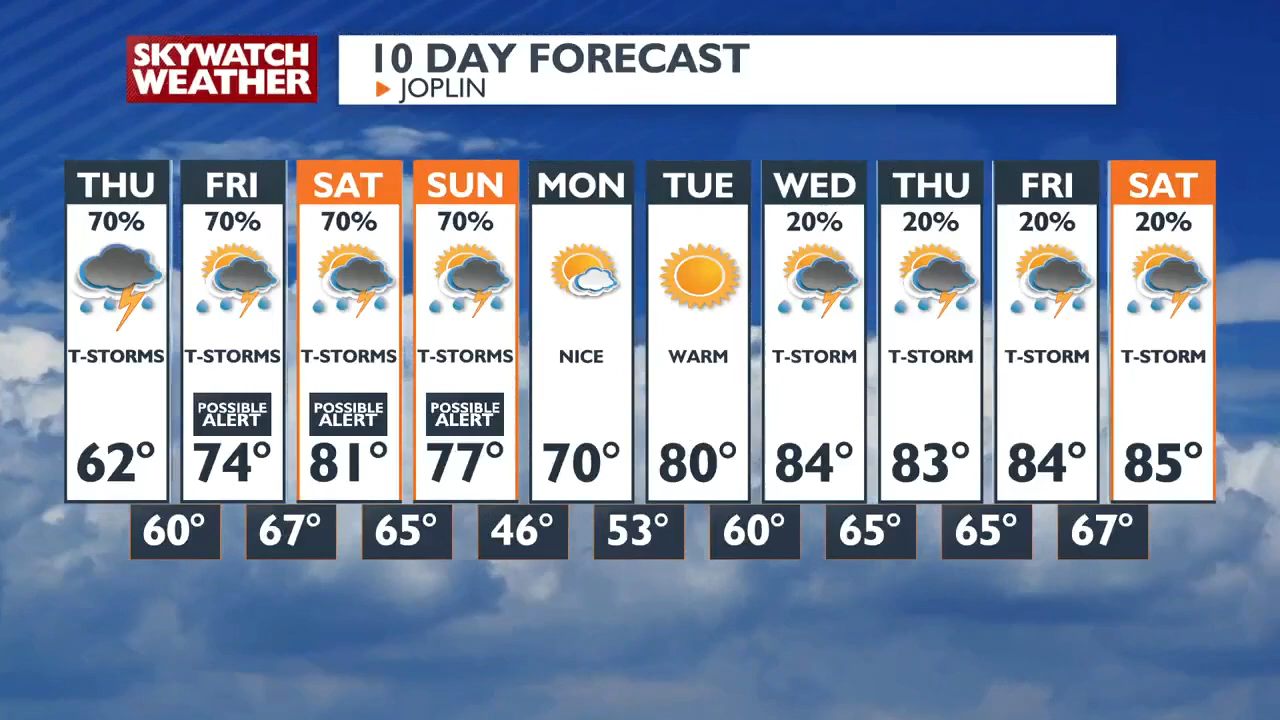 SKYWATCH
WEATHER
10 DAY FORECAST
JOPLIN
THU FRI SAT SUN MON TUE WED THU FRI SAT
70% 70% 70% 70% 20% 20% 20% 20%
T-STORMS T-STORMS T-STORMS T-STORMS NICE WARM T-STORM T-STORM T-STORM T-STORM
POSSIBLE POSSIBLE POSSIBLE
ALERT ALERT ALERT
62° 74° 81° 77° 70° 80° 84° 83° 84° 85°
60° 67° 65° 46° 53° 60° 65° 65° 67°